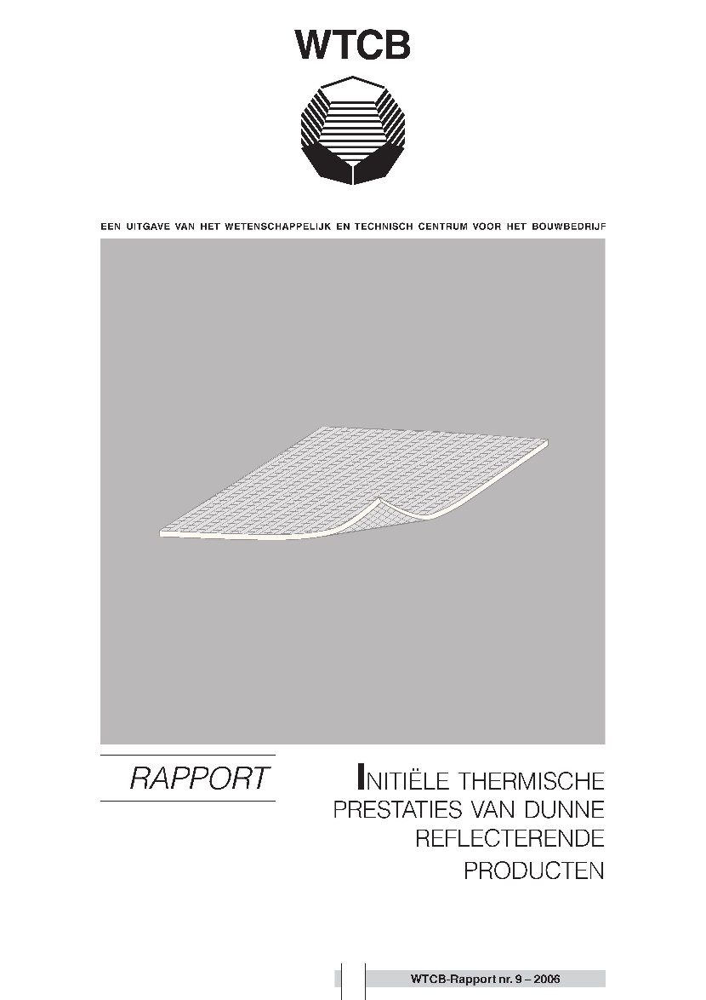 WTCB
EEN UITGAVE VAN HET WETENSCHAPPELIJK EN TECHNISCH CENTRUM VOOR HET BOUWBEDRIJF
RAPPORT
INITIËLE THERMISCHE
PRESTATIES VAN DUNNE
REFLECTERENDE
PRODUCTEN
WTCB-Rapport nr. 9 – 2006